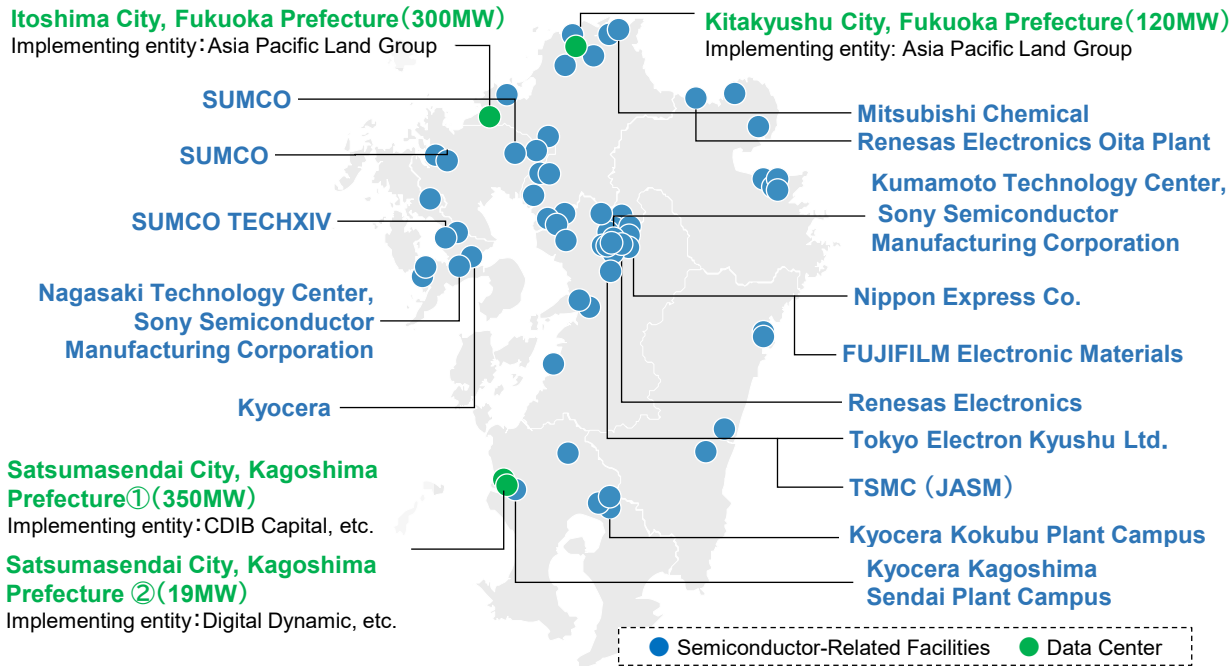 Itoshima City, Fukuoka Prefecture（300MW）
Implementing entity：Asia Pacific Land Group
SUMCO
SUMCO
SUMCO TECHXIV
Nagasaki Technology Center,
Sony Semiconductor
Manufacturing Corporation
Kyocera
Satsumasendai City, Kagoshima
Prefecture①（350MW）
Implementing entity：CDIB Capital, etc.
Satsumasendai City, Kagoshima
Prefecture ②（19MW）
Implementing entity：Digital Dynamic, etc.
Kitakyushu City, Fukuoka Prefecture（120MW）
Implementing entity: Asia Pacific Land Group
Mitsubishi Chemical
Renesas Electronics Oita Plant
Kumamoto Technology Center,
Sony Semiconductor
Manufacturing Corporation
Nippon Express Co.
FUJIFILM Electronic Materials
Renesas Electronics
Tokyo Electron Kyushu Ltd.
TSMC（JASM）
Kyocera Kokubu Plant Campus
Kyocera Kagoshima
Sendai Plant Campus
Semiconductor-Related Facilities
Data Center